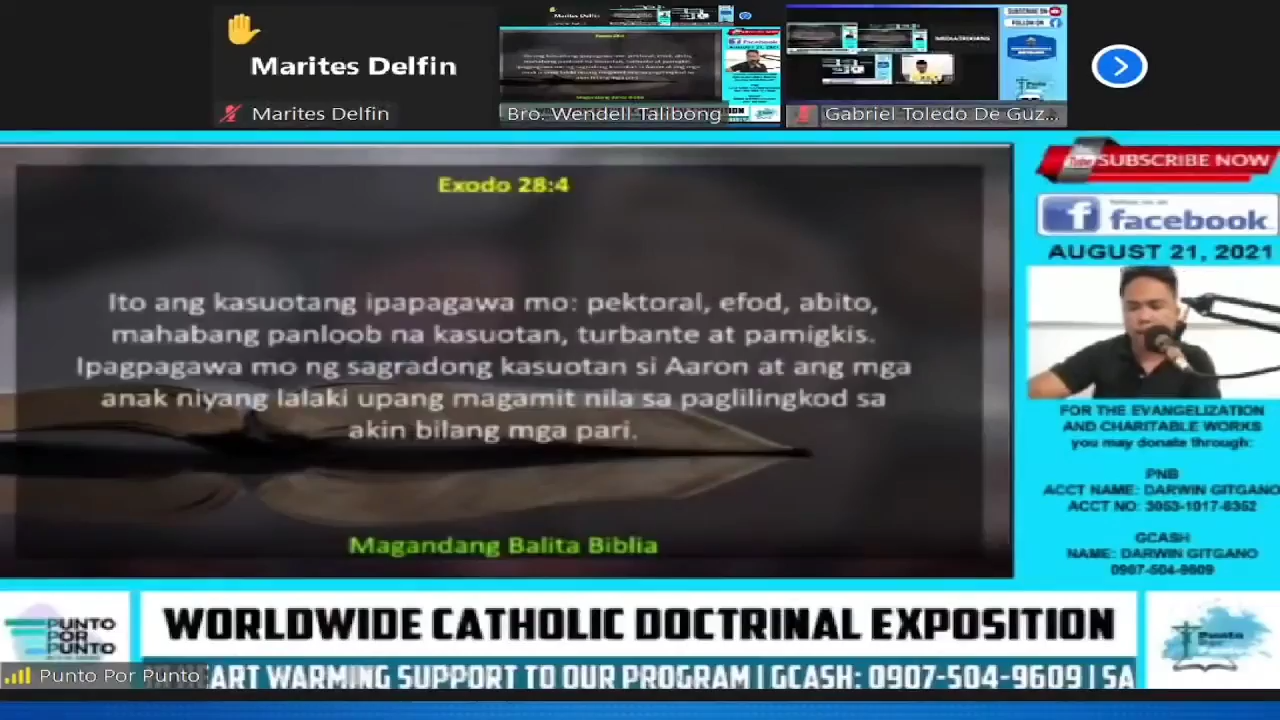 Marites Delfin
Marites Delfin
Bro. Wendell Talibong
Gabriel Toledo De Guz...
SUBSCRIBE NOW
facebook
AUGUST 21, 2021
Exodo 28:4
Ito ang kasuotang ipapagawa mo: pektoral, efod, abito,
mahabang panloob na kasuotan, turbante at pamigkis.
Ipagpagawa mo ng sagradong kasuotan si Aaron at ang mga
anak niyang lalaki upang magamit nila sa paglilingkod sa
akin bilang mga pari.
Magandang Balita Biblia
FOR THE EVANGELIZATION
AND CHARITABLE WORKS
you may donate through:
PNB
ACCT NAME: DARWIN GITGANO
ACCT NO: 3053-1017-8352
GCASH
NAME: DARWIN GITGANO
0907-504-9609
PUNTO
POR
PUNTO
WORLDWIDE CATHOLIC DOCTRINAL EXPOSITION
Punto Por Punto
ART WARMING SUPPORT TO OUR PROGRAM | GCASH: 0907-504-9609 | SA